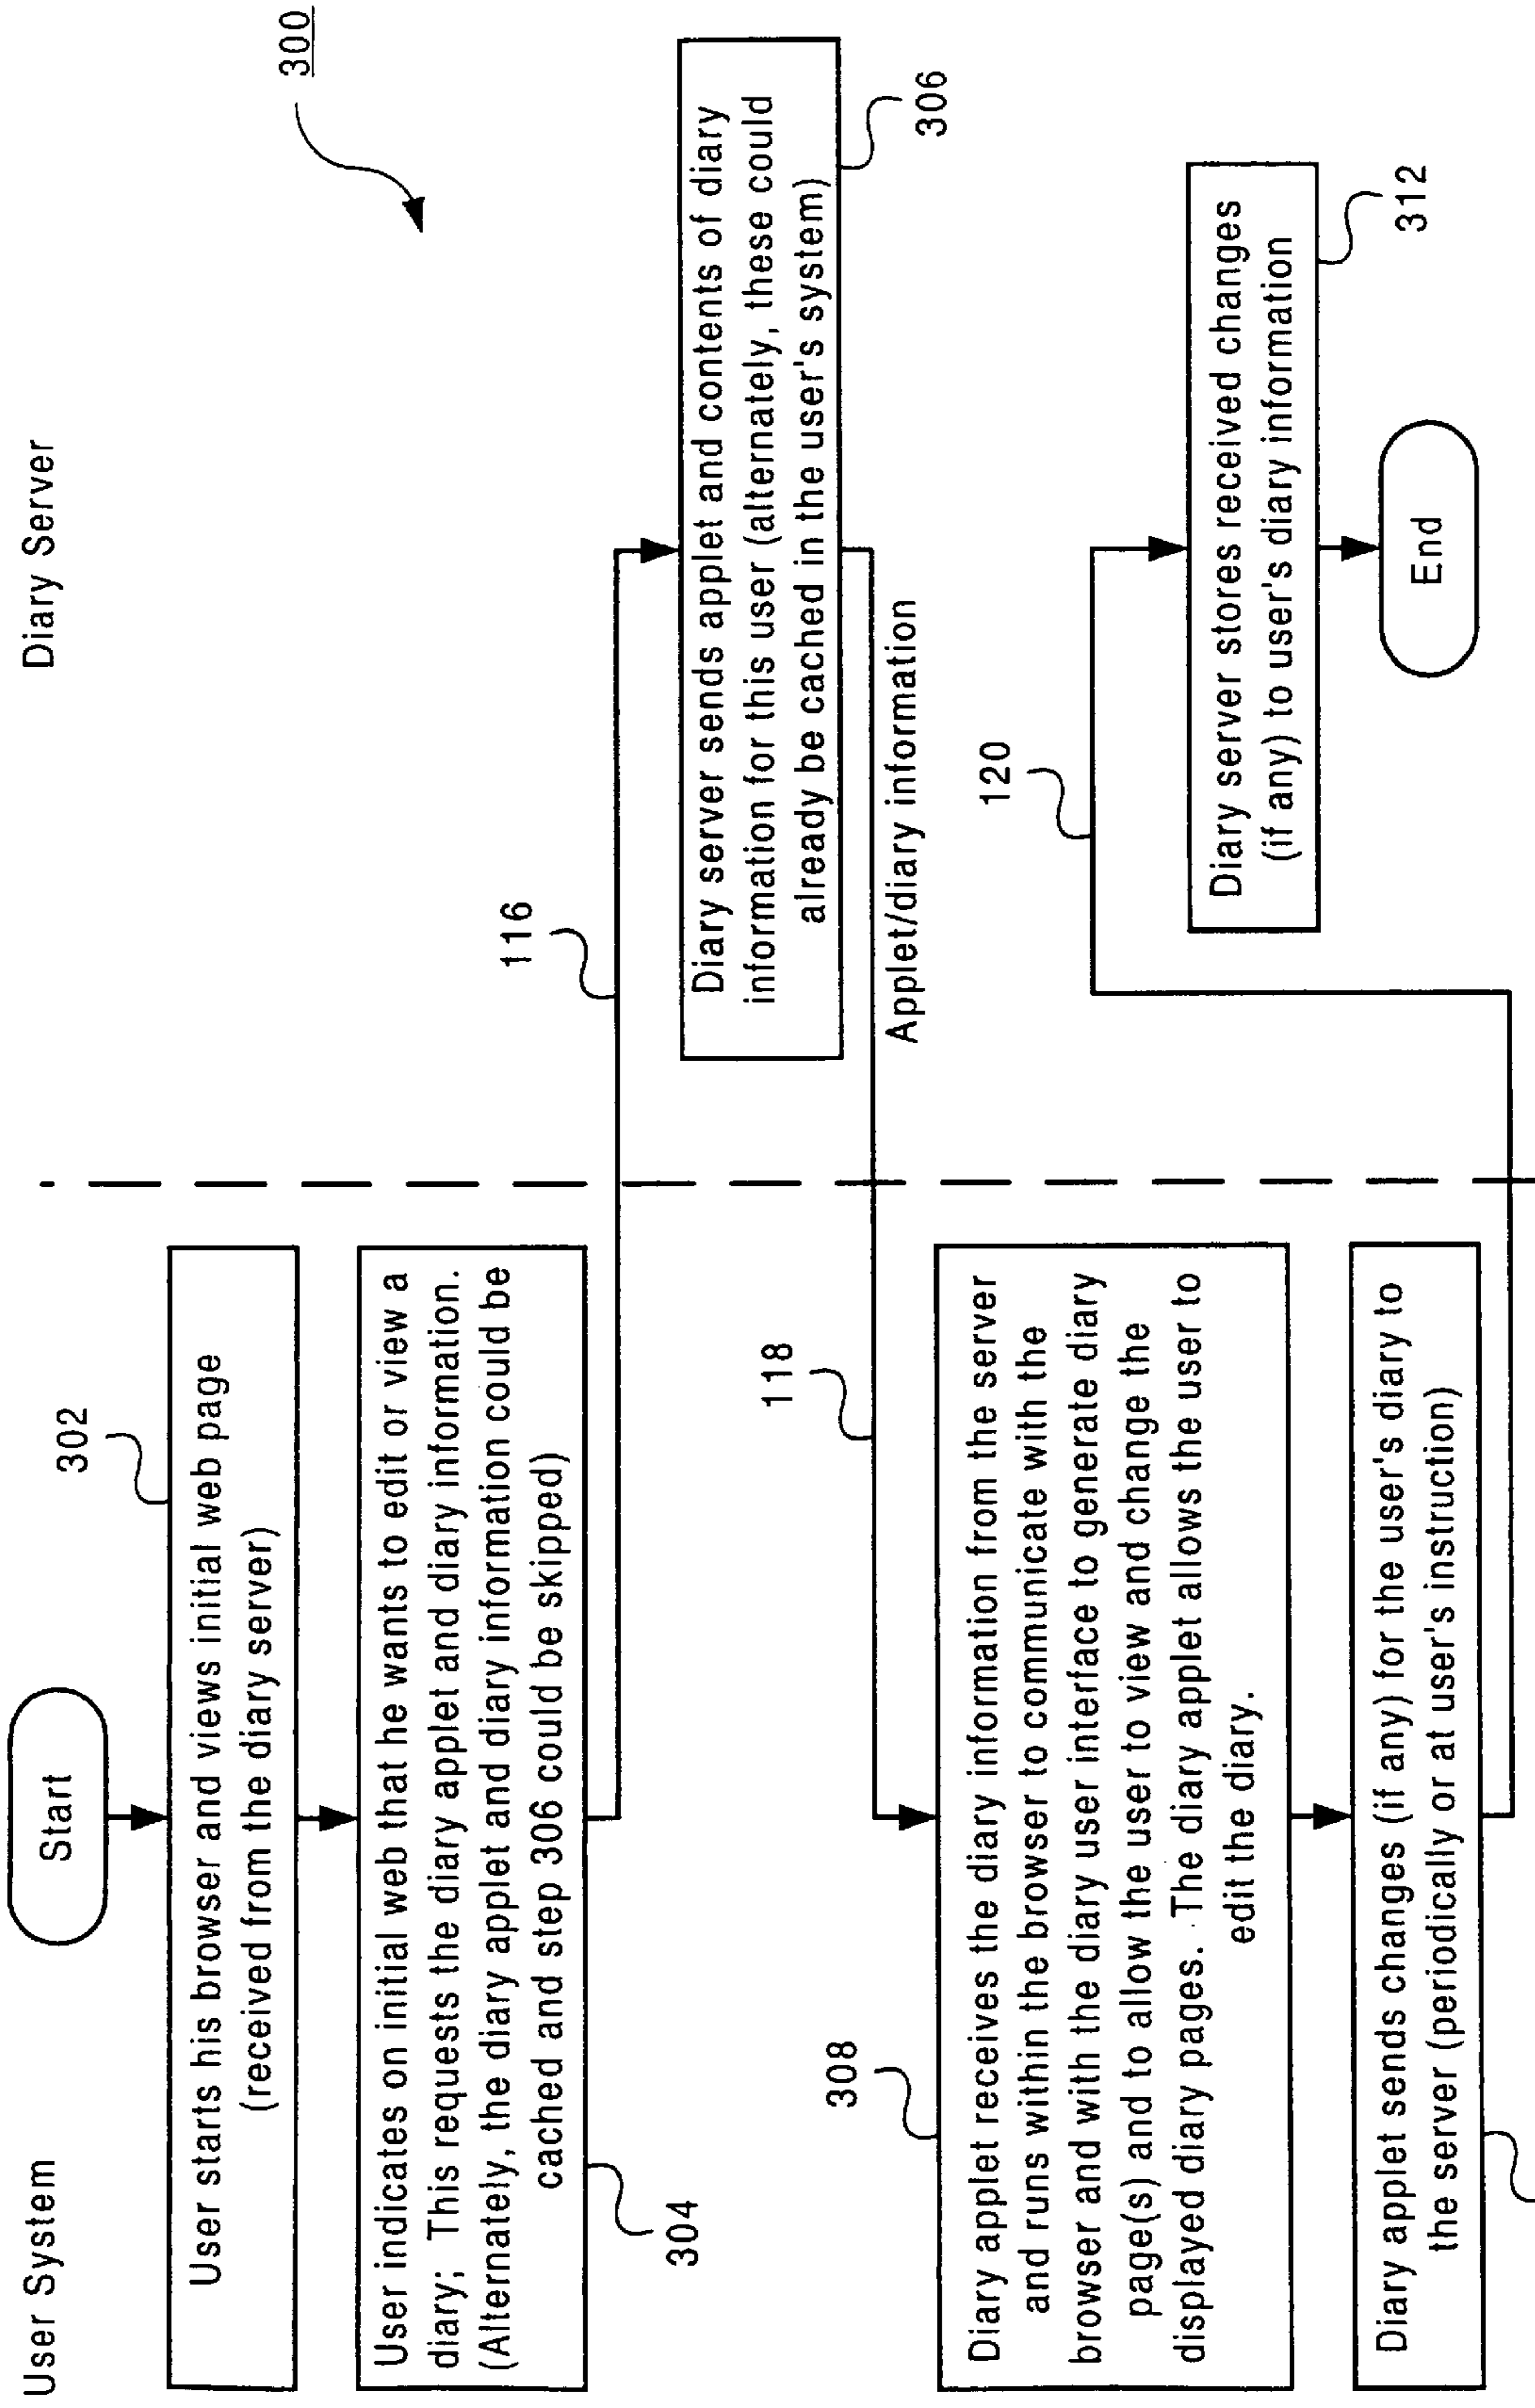 User System
Diary Server
300
Start
302
User starts his browser and views initial web page
(received from the diary server)
User indicates on initial web that he wants to edit or view a
diary; This requests the diary applet and diary information.
(Alternately, the diary applet and diary information could be
cached and step 306 could be skipped)
304
116
Diary server sends applet and contents of diary
information for this user (alternately, these could
already be cached in the user's system)
306
Applet/diary information
118
308
Diary applet receives the diary information from the server
and runs within the browser to communicate with the
browser and with the diary user interface to generate diary
page(s) and to allow the user to view and change the
displayed diary pages. The diary applet allows the user to
edit the diary.
Diary applet sends changes (if any) for the user's diary to
the server (periodically or at user's instruction)
120
Diary server stores received changes
(if any) to user's diary information
312
End